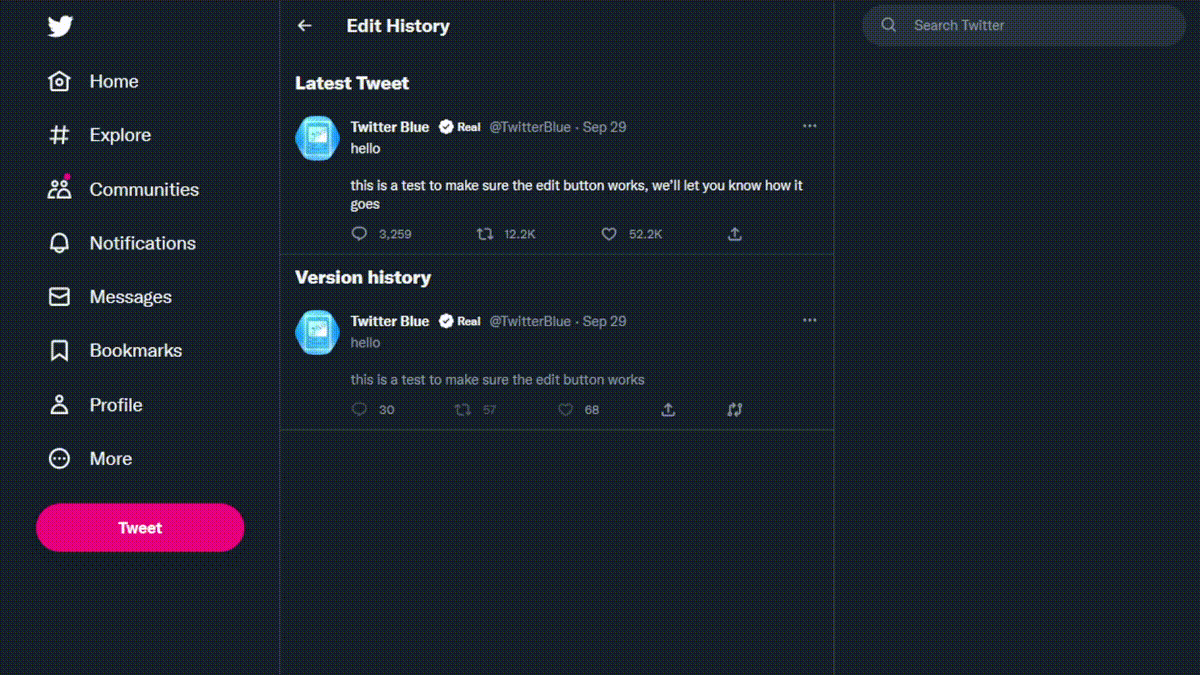 Home
Explore
Communities
Notifications
Messages
Bookmarks
Profile
More
Tweet
Edit History
Latest Tweet
Twitter Blue Real @TwitterBlue · Sep 29
hello
this is a test to make sure the edit button works, we’ll let you know how it
goes
3,259 12.2K 52.2K
Version history
Twitter Blue Real @TwitterBlue · Sep 29
hello
this is a test to make sure the edit button works
30 57 68
Search Twitter